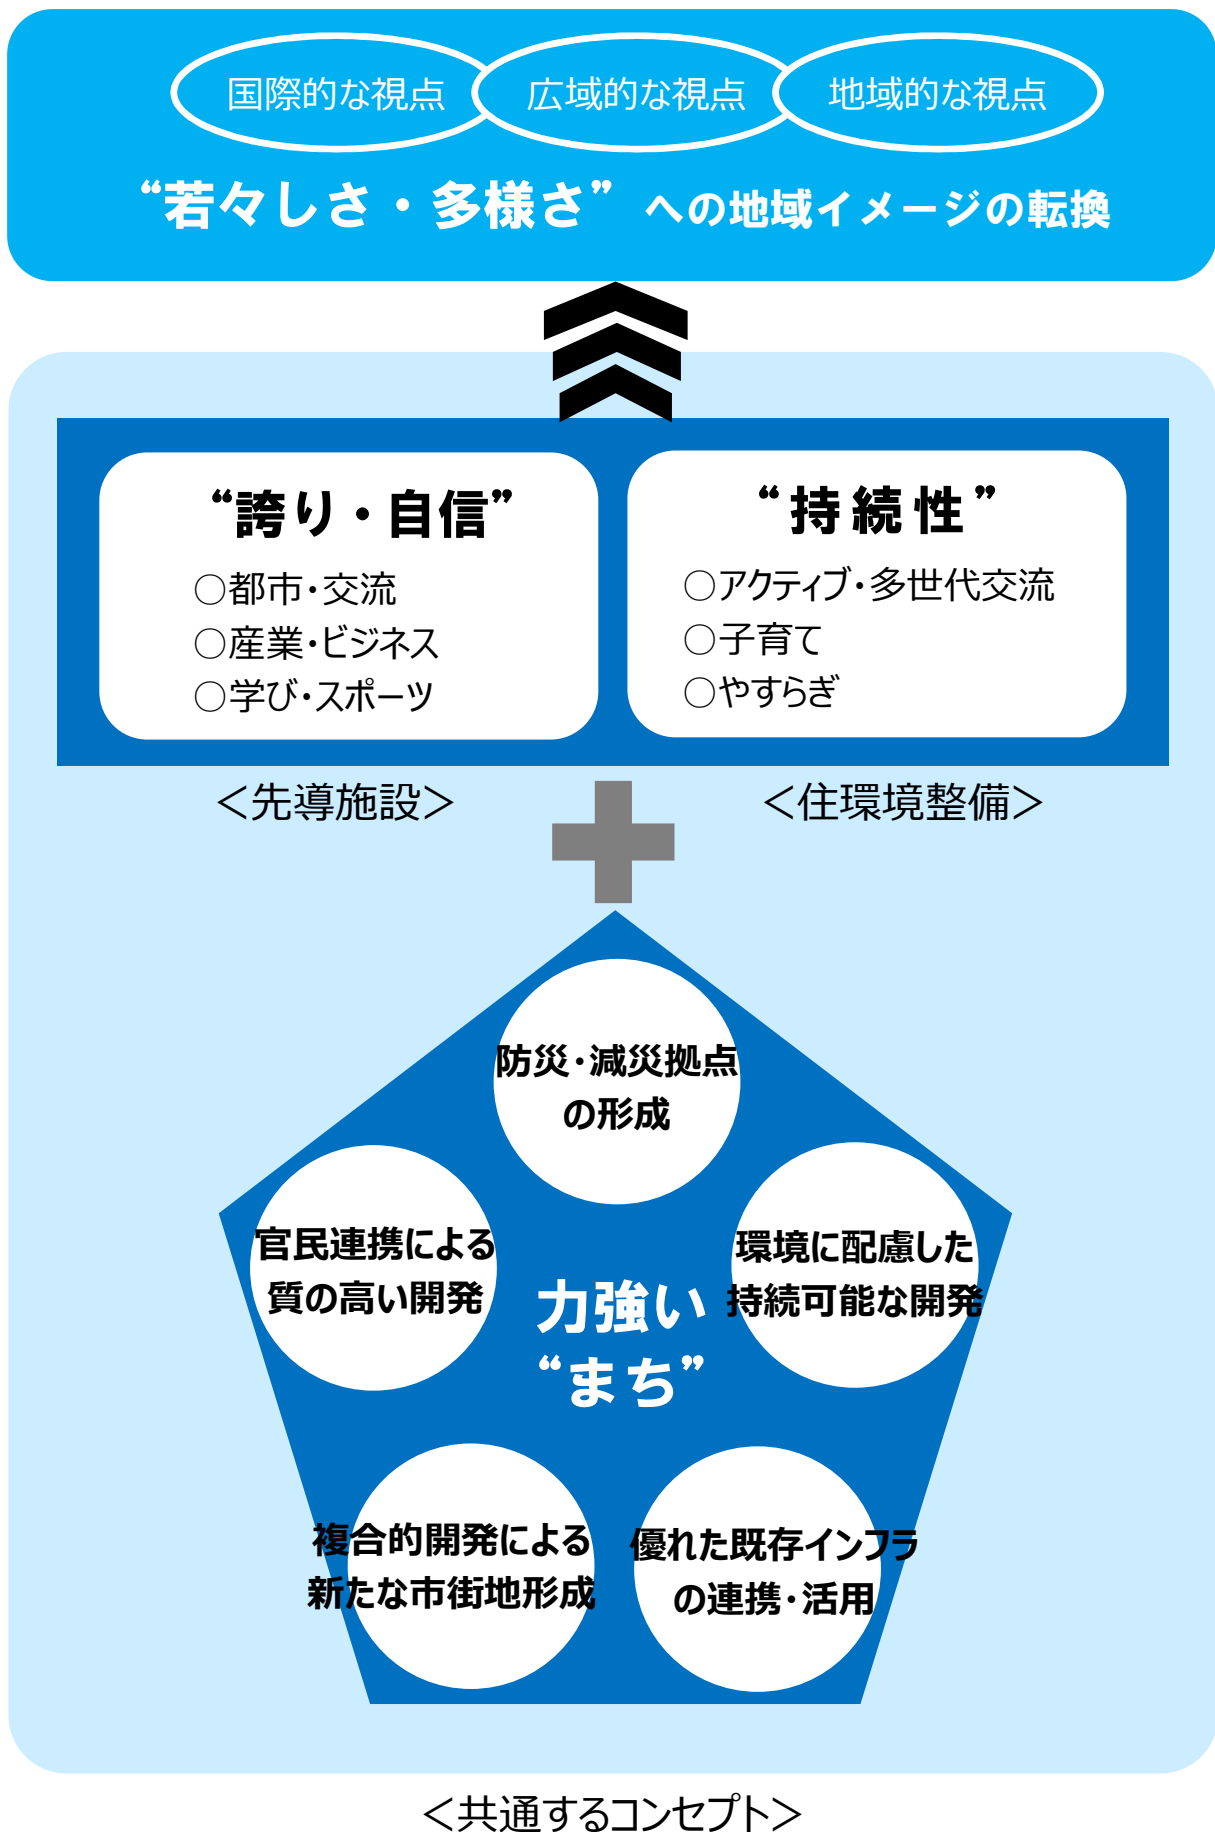 国際的な視点
広域的な視点
地域的な視点
“若々しさ・多様さ” への地域イメージの転換
“誇り・自信”
○都市・交流
○産業・ビジネス
○学び・スポーツ
“持続性”
○アクティブ・多世代交流
○子育て
○やすらぎ
＜先導施設＞
＜住環境整備＞
防災・減災拠点
の形成
官民連携による
質の高い開発
環境に配慮した
持続可能な開発
力強い
“まち”
複合的開発による
新たな市街地形成
優れた既存インフラ
の連携・活用
＜共通するコンセプト＞